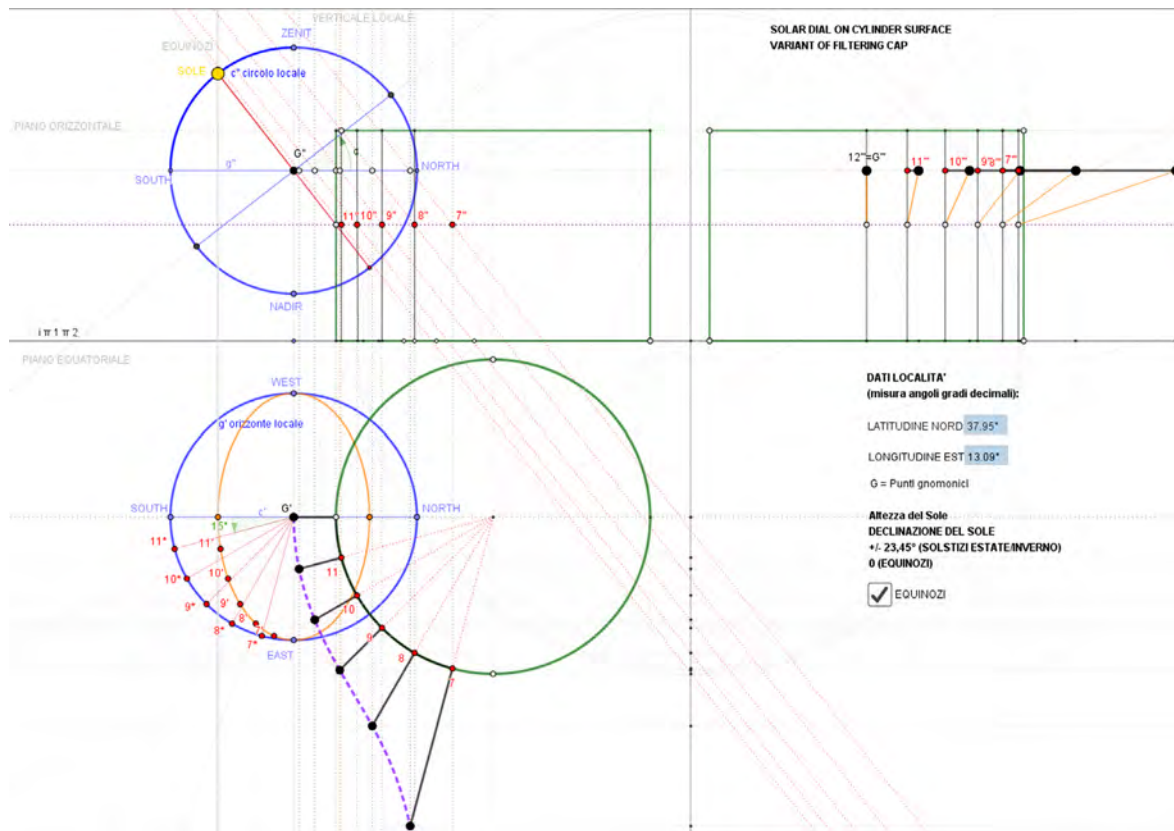 VERTICALE LOCALE
ZENIT
SOLAR DIAL ON CYLINDER SURFACE
VARIANT OF FILTERING CAP
EQUINOZI
SOLE
c" circolo locale
PIANO ORIZZONTALE
G"
α
g"
NORTH
SOUTH
12'"=G'"
11'"
10'"
9'"
8'"
7'"
11"
10"
9"
8"
7"
NADIR
i π 1 π 2
PIANO EQUATORIALE
WEST
g' orizzonte locale
DATI LOCALITA'
(misura angoli gradi decimali):
LATITUDINE NORD 37.95°
LONGITUDINE EST 13.09°
G = Punti gnomonici
SOUTH
c'
G'
NORTH
15°
Altezza del Sole
DECLINAZIONE DEL SOLE
+/- 23,45° (SOLSTIZI ESTATE/INVERNO)
0 (EQUINOZI)
EQUINOZI
11*
11'
11
10*
10'
10
9*
9'
9
8*
8'
8
7*
7'
7
EAST